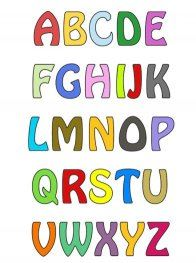 ABCDE
FGHIJK
LMNOP
QRSTU
VWXYZ